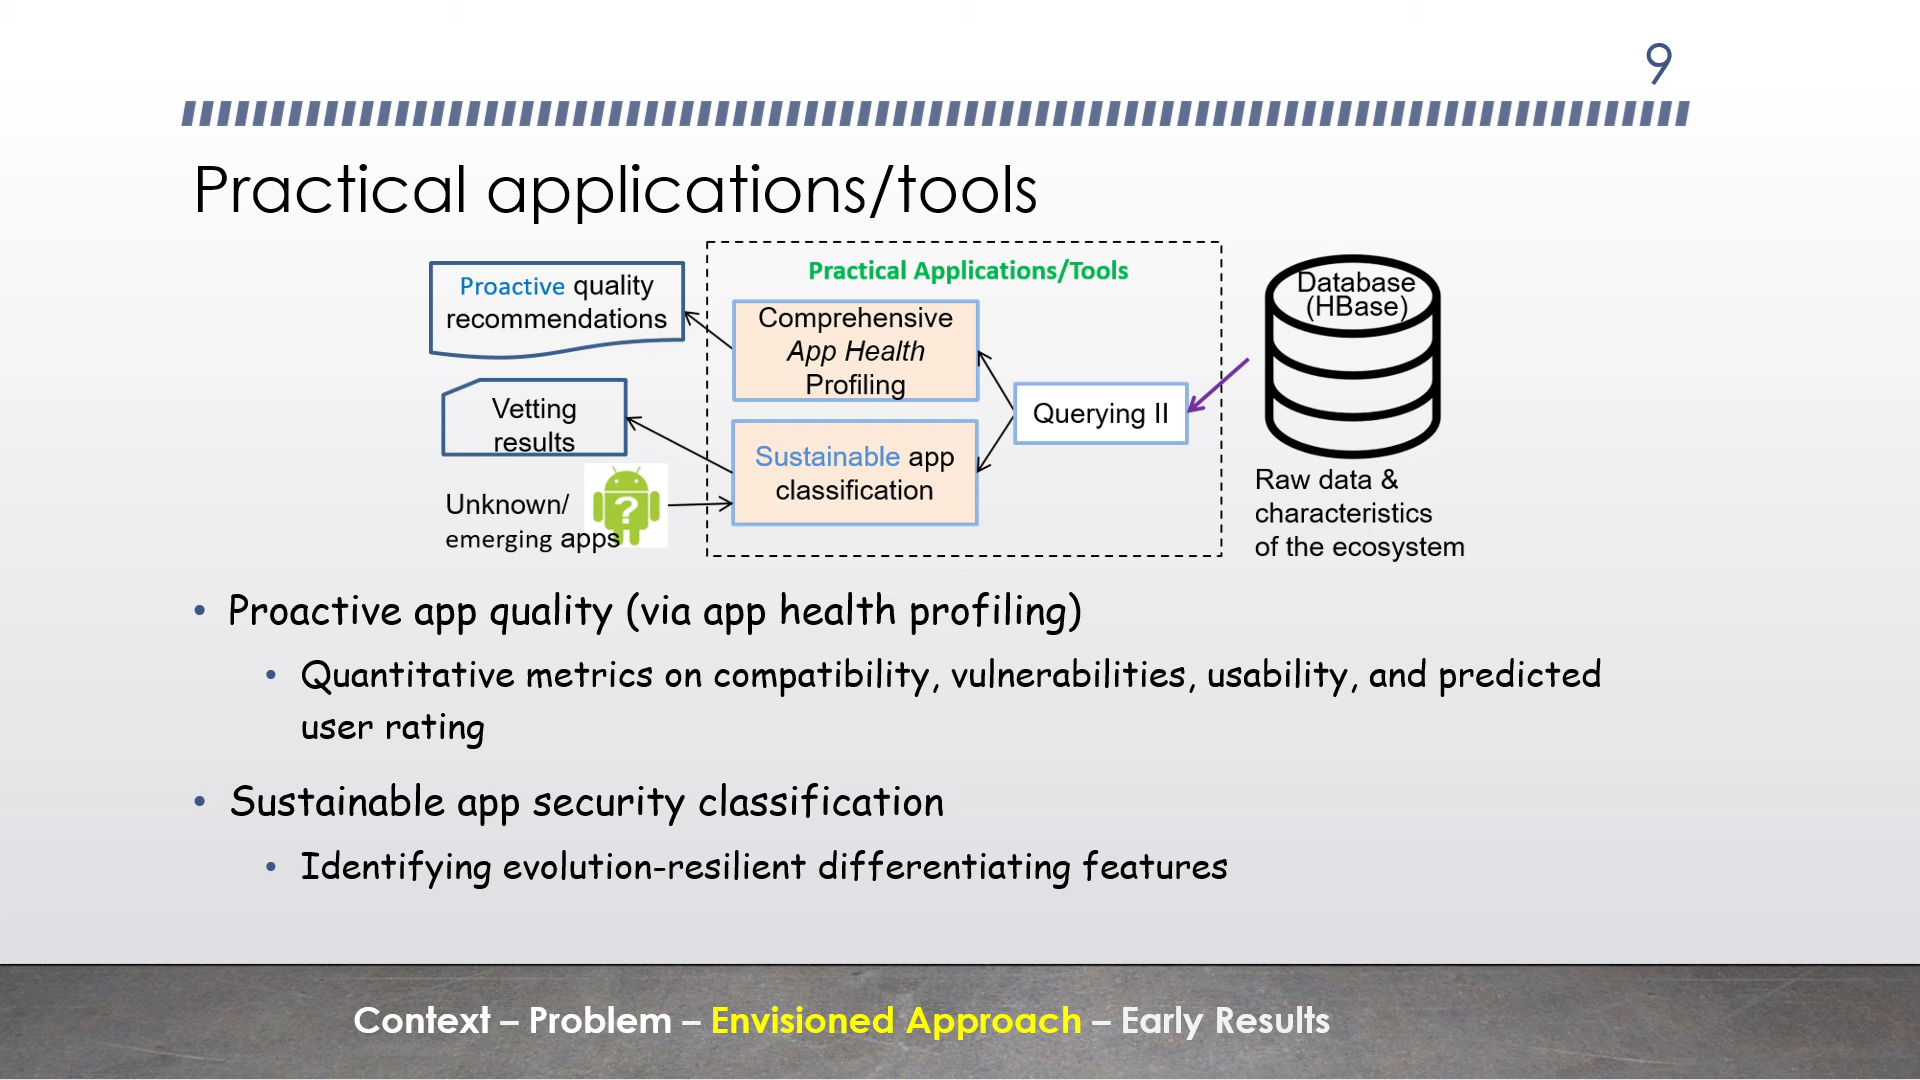 9
Practical applications/tools
Practical Applications/Tools
Proactive quality
recommendations
Vetting
results
Unknown/
emerging apps
?
Comprehensive
App Health
Profiling
Sustainable app
classification
Querying II
Database
(HBase)
Raw data &
characteristics
of the ecosystem
• Proactive app quality (via app health profiling)
• Quantitative metrics on compatibility, vulnerabilities, usability, and predicted
user rating
• Sustainable app security classification
• Identifying evolution-resilient differentiating features
Context – Problem – Envisioned Approach – Early Results